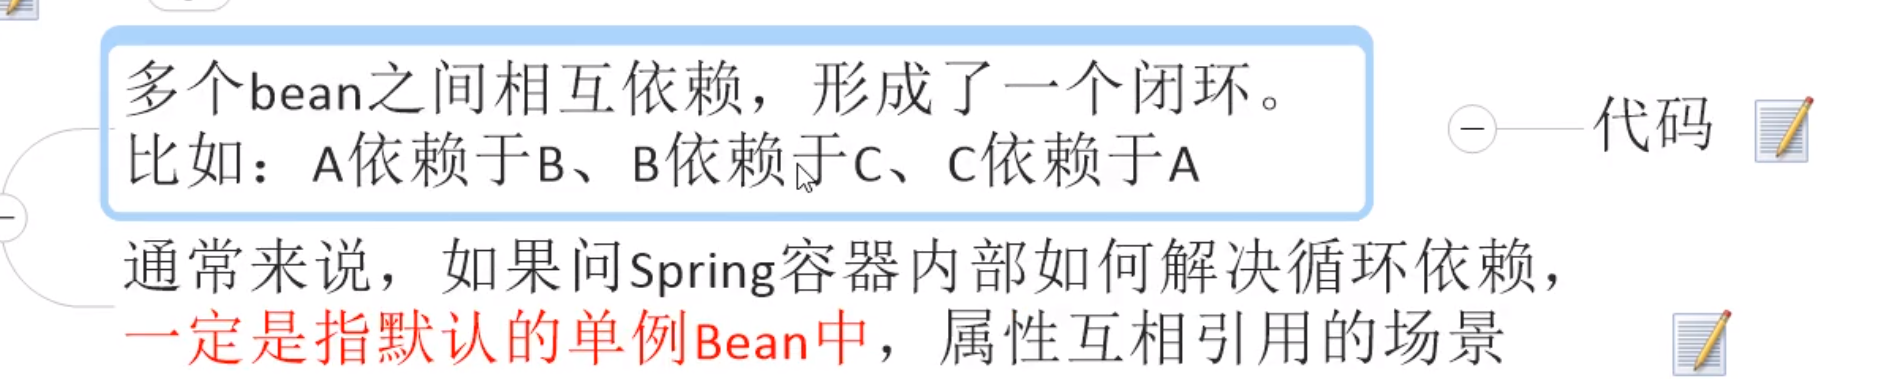 多个bean之间相互依赖，形成了一个闭环。
比如：A依赖于B、B依赖于C、C依赖于A
代码
通常来说，如果问Spring容器内部如何解决循环依赖，
一定是指默认的单例Bean中，属性互相引用的场景